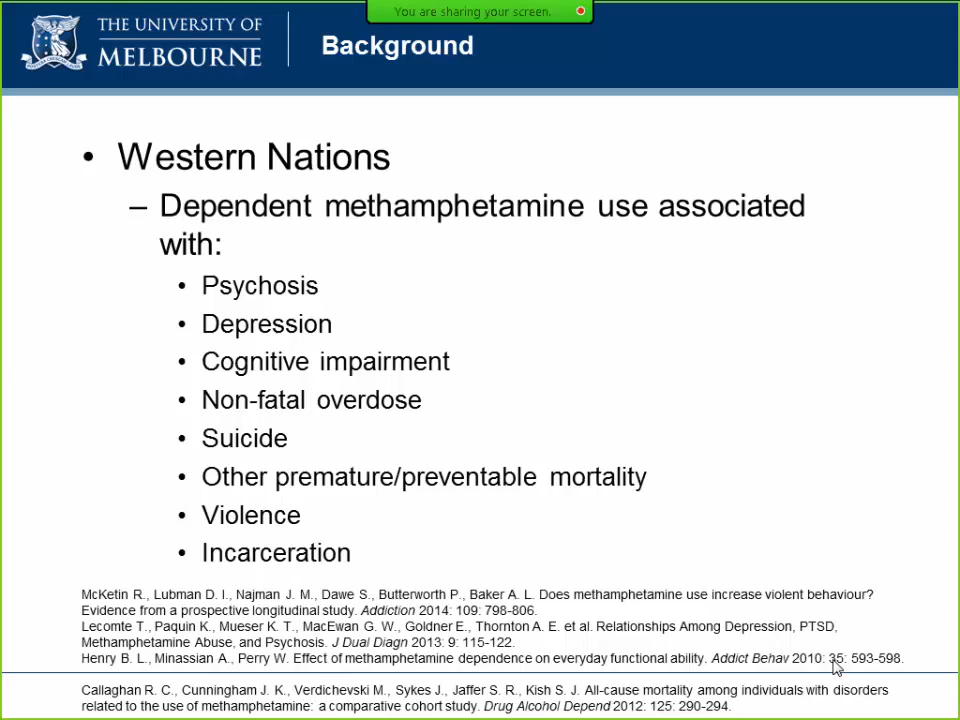 You are sharing your screen.
THE UNIVERSITY OF
MELBOURNE
Background
• Western Nations
– Dependent methamphetamine use associated
with:
• Psychosis
• Depression
• Cognitive impairment
• Non-fatal overdose
• Suicide
• Other premature/preventable mortality
• Violence
• Incarceration
McKetin R., Lubman D. I., Najman J. M., Dawe S., Butterworth P., Baker A. L. Does methamphetamine use increase violent behaviour?
Evidence from a prospective longitudinal study. Addiction 2014: 109: 798-806.
Lecomte T., Paquin K., Mueser K. T., MacEwan G. W., Goldner E., Thornton A. E. et al. Relationships Among Depression, PTSD,
Methamphetamine Abuse, and Psychosis. J Dual Diagn 2013: 9: 115-122.
Henry B. L., Minassian A., Perry W. Effect of methamphetamine dependence on everyday functional ability. Addict Behav 2010: 35: 593-598.
Callaghan R. C., Cunningham J. K., Verdichevski M., Sykes J., Jaffer S. R., Kish S. J. All-cause mortality among individuals with disorders
related to the use of methamphetamine: a comparative cohort study. Drug Alcohol Depend 2012: 125: 290-294.